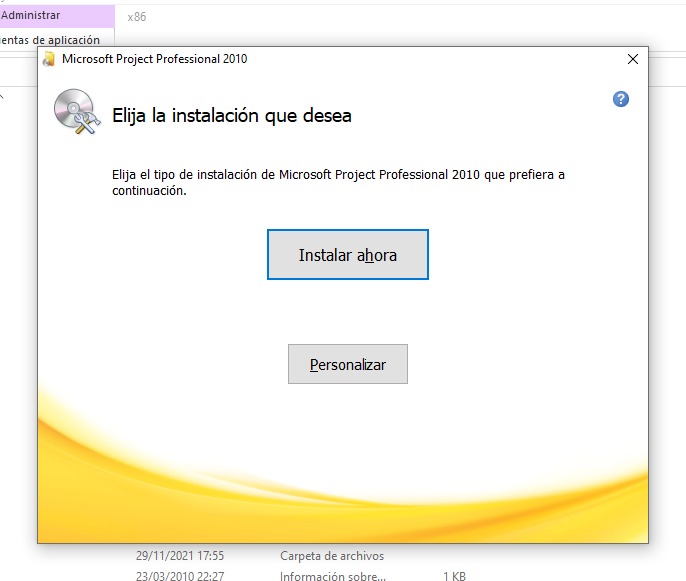 Administrar
x86
entas de aplicación
Microsoft Project Professional 2010
Elija la instalación que desea
Elija el tipo de instalación de Microsoft Project Professional 2010 que prefiera a
continuación.
Instalar ahora
Personalizar
29/11/2021 17:55 Carpeta de archivos
23/03/2010 22:27 Información sobre... 1 KB